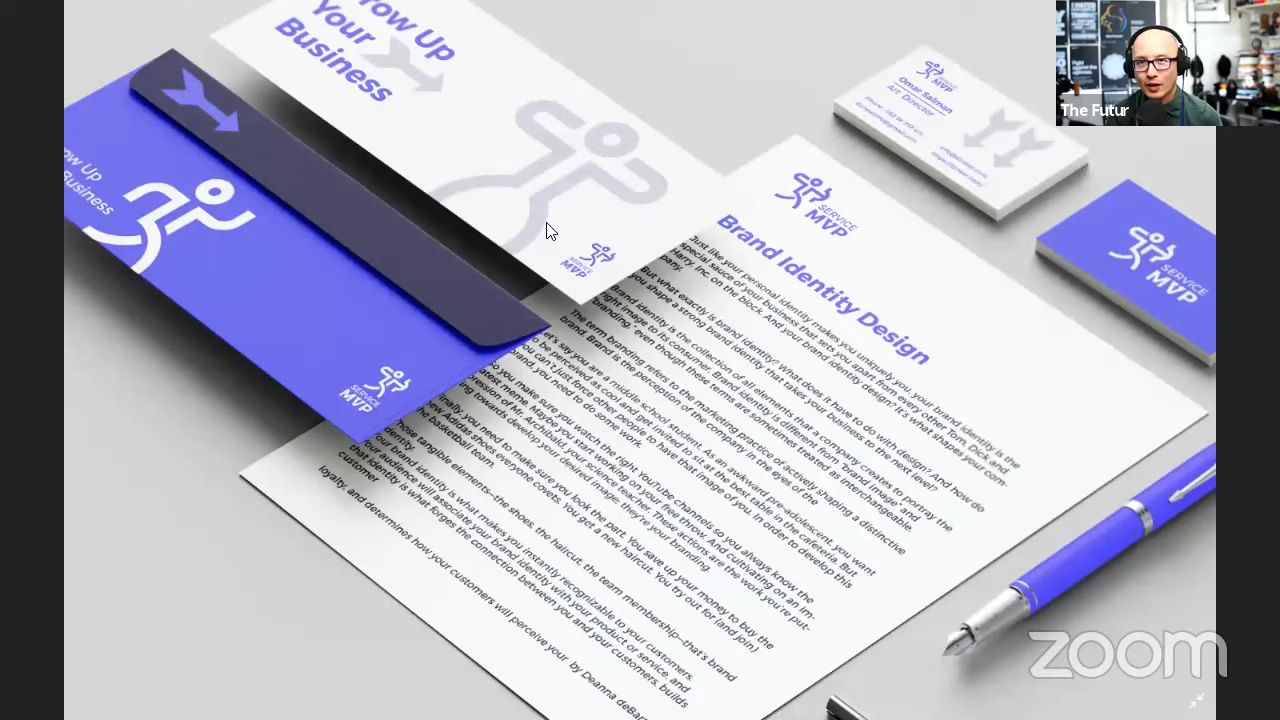 row Up
Your
Business
row Up
Business
SERVICE
MVP
SERVICE
MVP
SERVICE
MVP
Omar Salman
Art Director
SERVICE
MVP
SERVICE
MVP
The Futur
Brand Identity Design
Just like your personal identity makes you uniquely you, your brand identity is the
special sauce of your business that sets you apart from every other Tom, Dick and
Harry, Inc. on the block. And your brand identity design? It's what shapes your com-
pany.
But what exactly is brand identity? What does it have to do with design? And how do
you shape a strong brand identity that takes your business to the next level?
Brand identity is the collection of all elements that a company creates to portray the
right image to its consumer. Brand identity is different from "brand image" and
"branding," even though these terms are sometimes treated as interchangeable.
The term branding refers to the marketing practice of actively shaping a distinctive
brand. Brand is the perception of the company in the eyes of the
Let's say you are a middle school student. As an awkward pre-adolescent, you want
to be perceived as cool and get invited to sit at the best table in the cafeteria. But
you can't just force other people to have that image of you. In order to develop this
brand, you need to do some work.
so you make sure you watch the right YouTube channels so you always know the
latest meme. Maybe you start working on your free throw. And cultivating an im-
pression of Mr. Archibald, your science teacher. These actions are the work you're put-
ting towards developing your desired image; they're your branding.
Finally, you need to make sure you look the part. You save up your money to buy the
new Adidas shoes everyone covets. You get a new haircut. You try out for (and join)
the basketball team.
Those tangible elements—the shoes, the haircut, the team membership—that's brand
identity.
Your brand identity is what makes you instantly recognizable to your customers.
Your audience will associate your brand identity with your product or service, and
that identity is what forges the connection between you and your customers, builds
customer
loyalty, and determines how your customers will perceive your by Deanna deBar
zoom